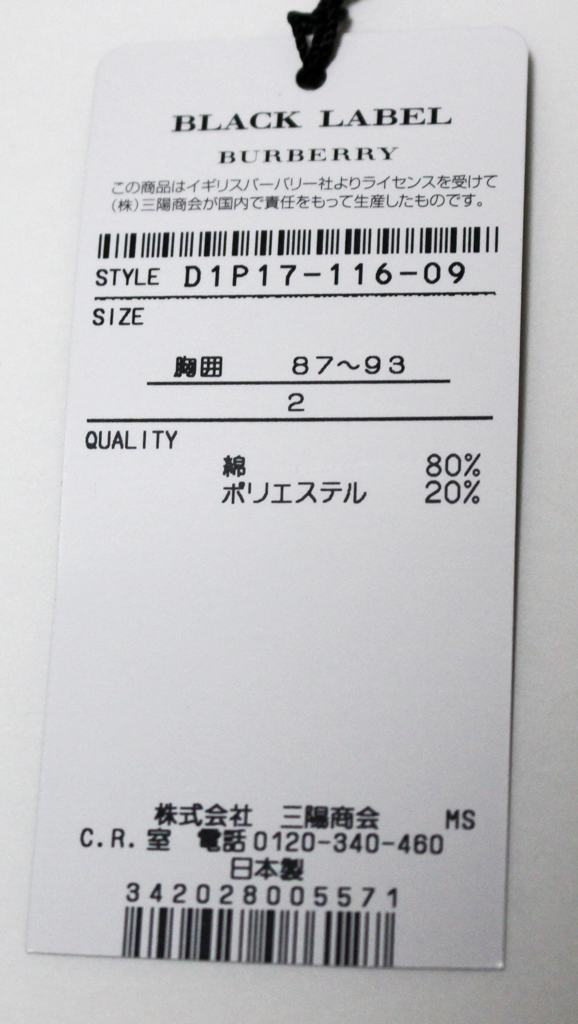 BLACK LABEL
BURBERRY
この商品はイギリスバーバリー社よりライセンスを受けて
(株)三陽商会が国内で責任をもって生産したものです。
STYLE D1P17-116-09
SIZE
胸囲 87〜93
2
QUALITY
綿 80%
ポリエステル 20%
株式会社 三陽商会 MS
C.R.室 電話0120-340-460
日本製
3420280055571